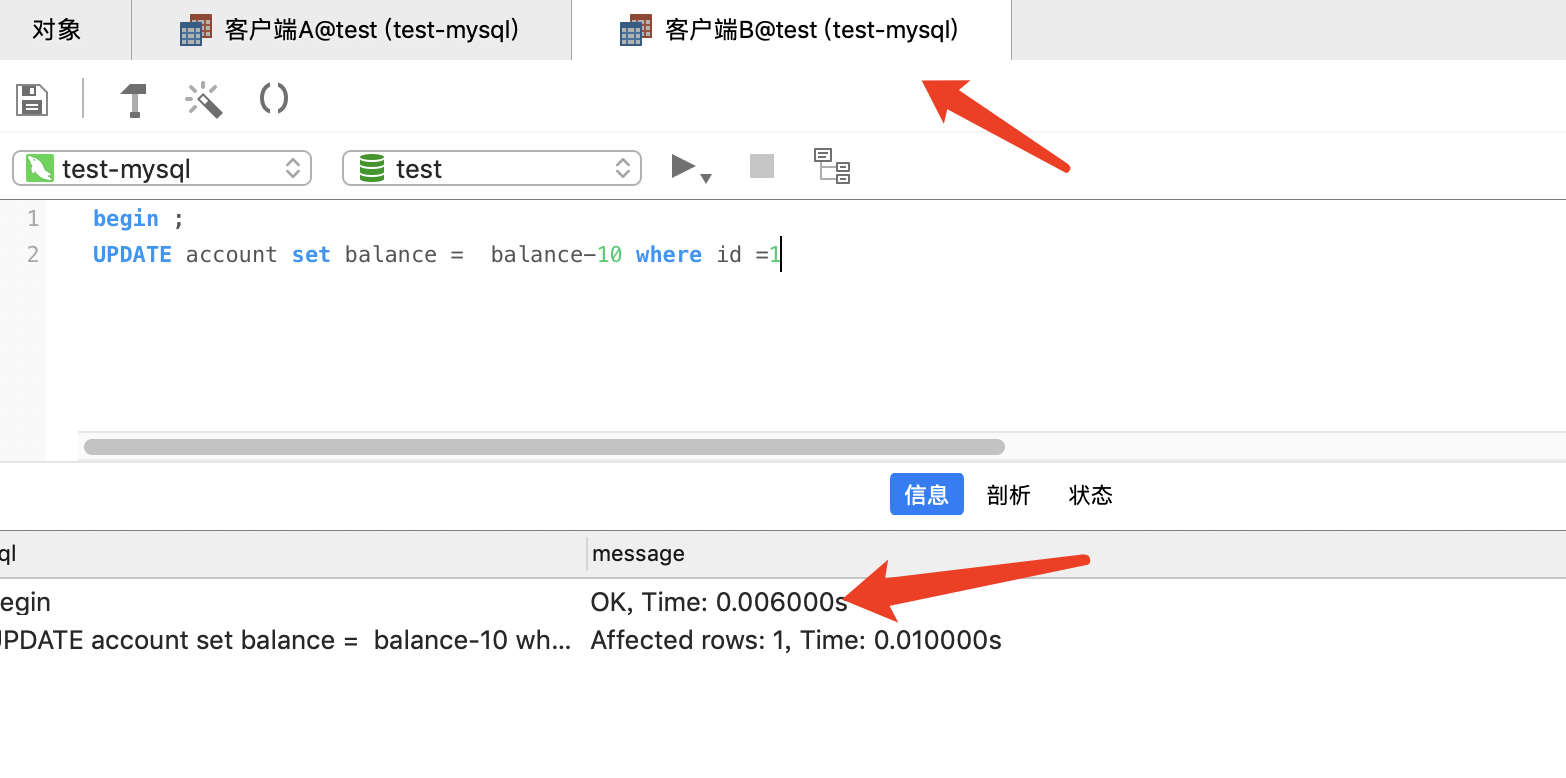 对象 客户端A@test (test-mysql) 客户端B@test (test-mysql)
test-mysql test
1 begin ;
2 UPDATE account set balance =  balance-10 where id =1
信息 剖析 状态
ql message
egin OK, Time: 0.006000s
UPDATE account set balance =  balance-10 wh... Affected rows: 1, Time: 0.010000s